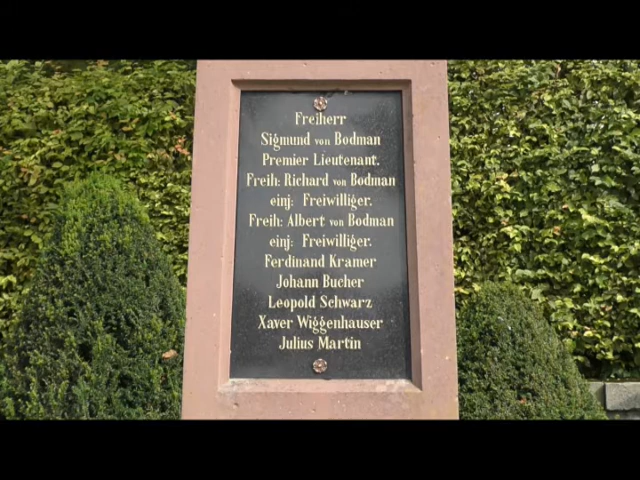 Freiherr
Sigmund von Bodman
Premier Lieutenant.
Freih: Richard von Bodman
einj: Freiwilliger.
Freih: Albert von Bodman
einj: Freiwilliger.
Ferdinand Kramer
Johann Bucher
Leopold Schwarz
Xaver Wiggenhauser
Julius Martin